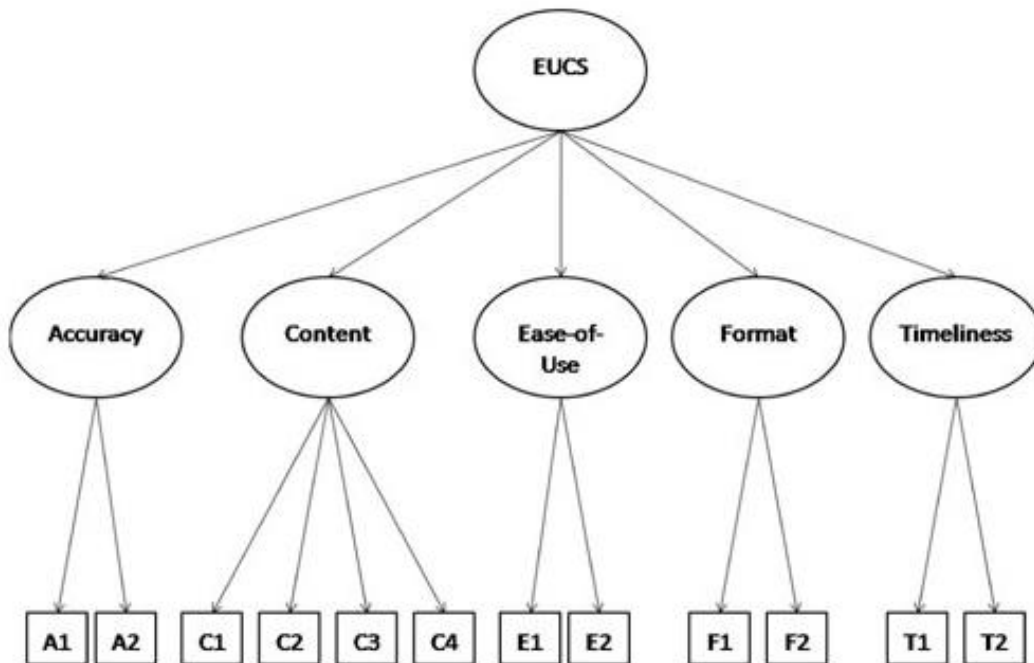 EUCS
Accuracy
Content
Ease-of-
Use
Format
Timeliness
A1 A2 C1 C2 C3 C4 E1 E2 F1 F2 T1 T2